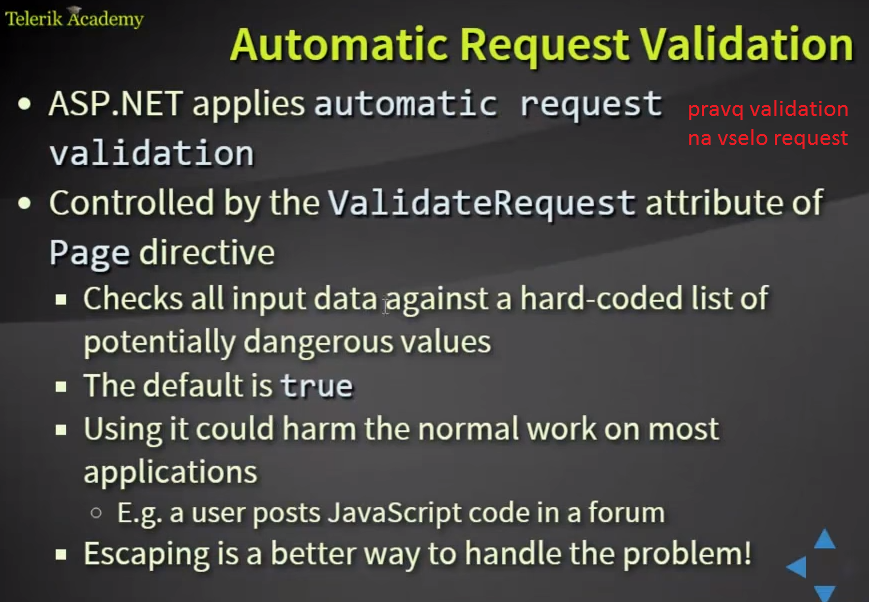 Telerik Academy
Automatic Request Validation
• ASP.NET applies automatic request
validation
pravq validation
na vselo request
• Controlled by the ValidateRequest attribute of
Page directive
▪ Checks all input data against a hard-coded list of
potentially dangerous values
▪ The default is true
▪ Using it could harm the normal work on most
applications
○ E.g. a user posts JavaScript code in a forum
▪ Escaping is a better way to handle the problem!